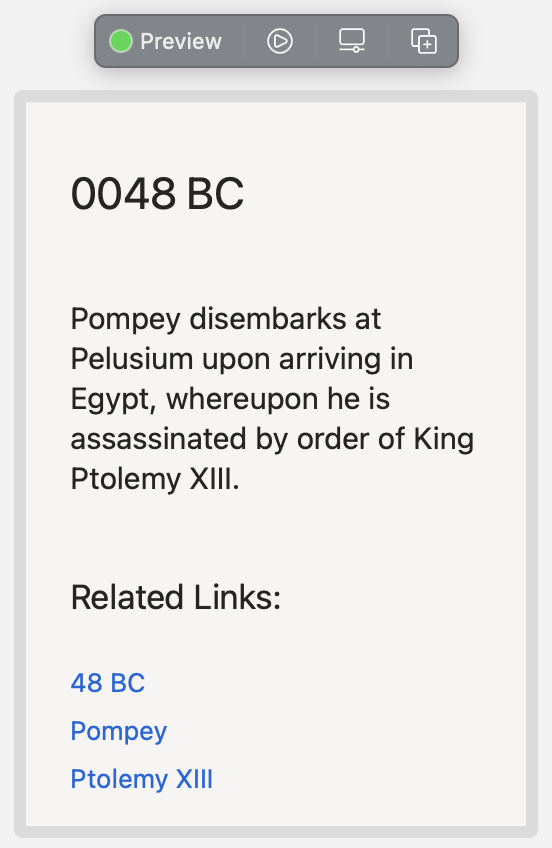 Preview
0048 BC
Pompey disembarks at
Pelusium upon arriving in
Egypt, whereupon he is
assassinated by order of King
Ptolemy XIII.
Related Links:
48 BC
Pompey
Ptolemy XIII